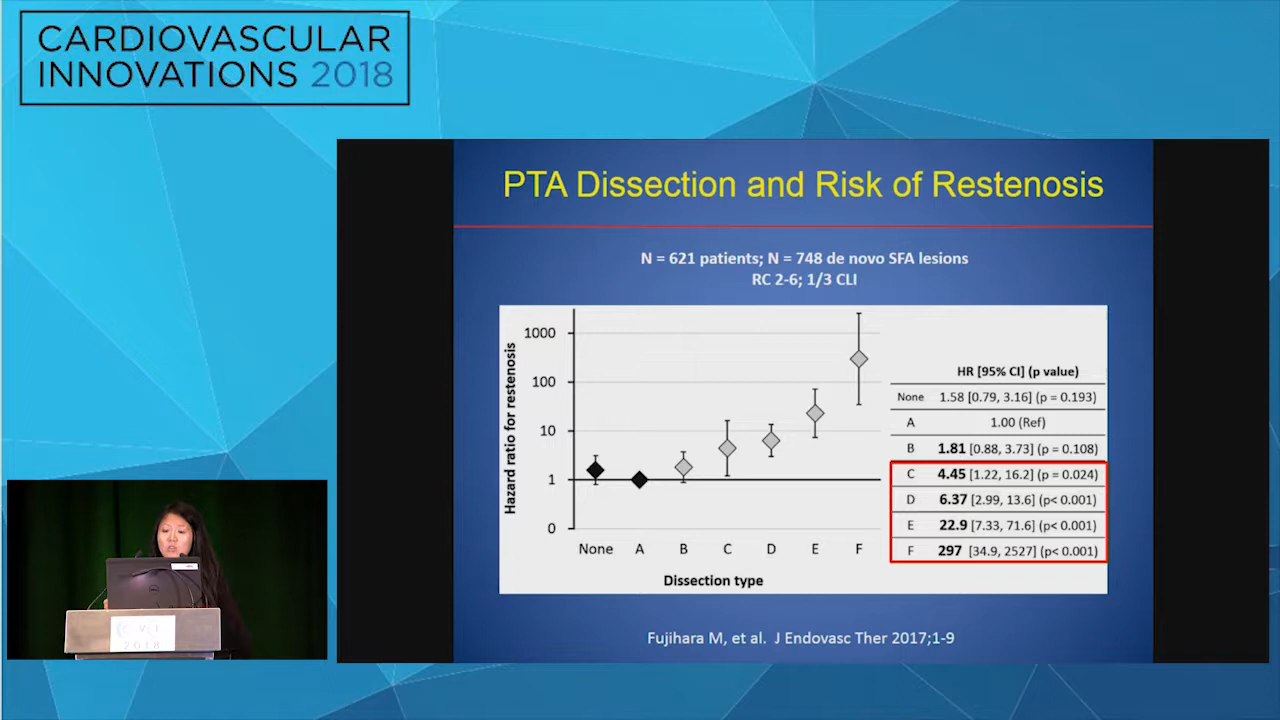 CARDIOVASCULAR
INNOVATIONS 2018
PTA Dissection and Risk of Restenosis
N = 621 patients; N = 748 de novo SFA lesions
RC 2-6; 1/3 CLI
Hazard ratio for restenosis
1000
100
10
1
0
None A B C D E F
Dissection type
HR [95% CI] (p value)
None 1.58 [0.79, 3.16] (p = 0.193)
A 1.00 (Ref)
B 1.81 [0.88, 3.73] (p = 0.108)
C 4.45 [1.22, 16.2] (p = 0.024)
D 6.37 [2.99, 13.6] (p< 0.001)
E 22.9 [7.33, 71.6] (p< 0.001)
F 297 [34.9, 2527] (p< 0.001)
Fujihara M, et al. J Endovasc Ther 2017;1-9
2018